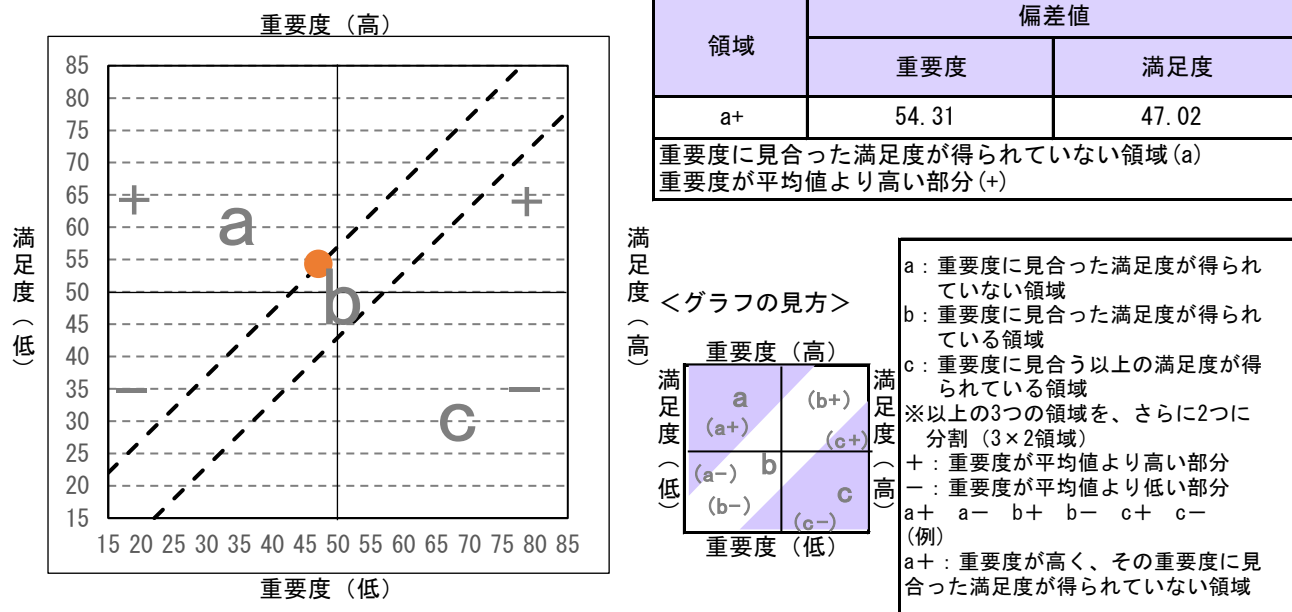 重要度（高）
85
85
80
75
70
65
60
55
50
45
40
35
30
25
20
15
15 20 25 30 35 40 45 50 55 60 65 70 75 80 85
＋
＋
a
b
－
－
c
満足度（低）
満足度（高）
重要度（低）
領域
偏差値
重要度
満足度
a+
54.31
47.02
重要度に見合った満足度が得られていない領域(a)
重要度が平均値より高い部分(+)
＜グラフの見方＞
重要度（高）
満足度（低）
満足度（高）
a
(a+)
(b+)
(c+)
(a−)
b
(b−)
c
(c−)
重要度（低）
a：重要度に見合った満足度が得られ
ていない領域
b：重要度に見合った満足度が得られ
ている領域
c：重要度に見合う以上の満足度が得
られている領域
※以上の3つの領域を、さらに2つに
分割（3×2領域）
＋：重要度が平均値より高い部分
－：重要度が平均値より低い部分
a＋ a－ b＋ b－ c＋ c－
(例)
a＋：重要度が高く、その重要度に見
合った満足度が得られていない領域